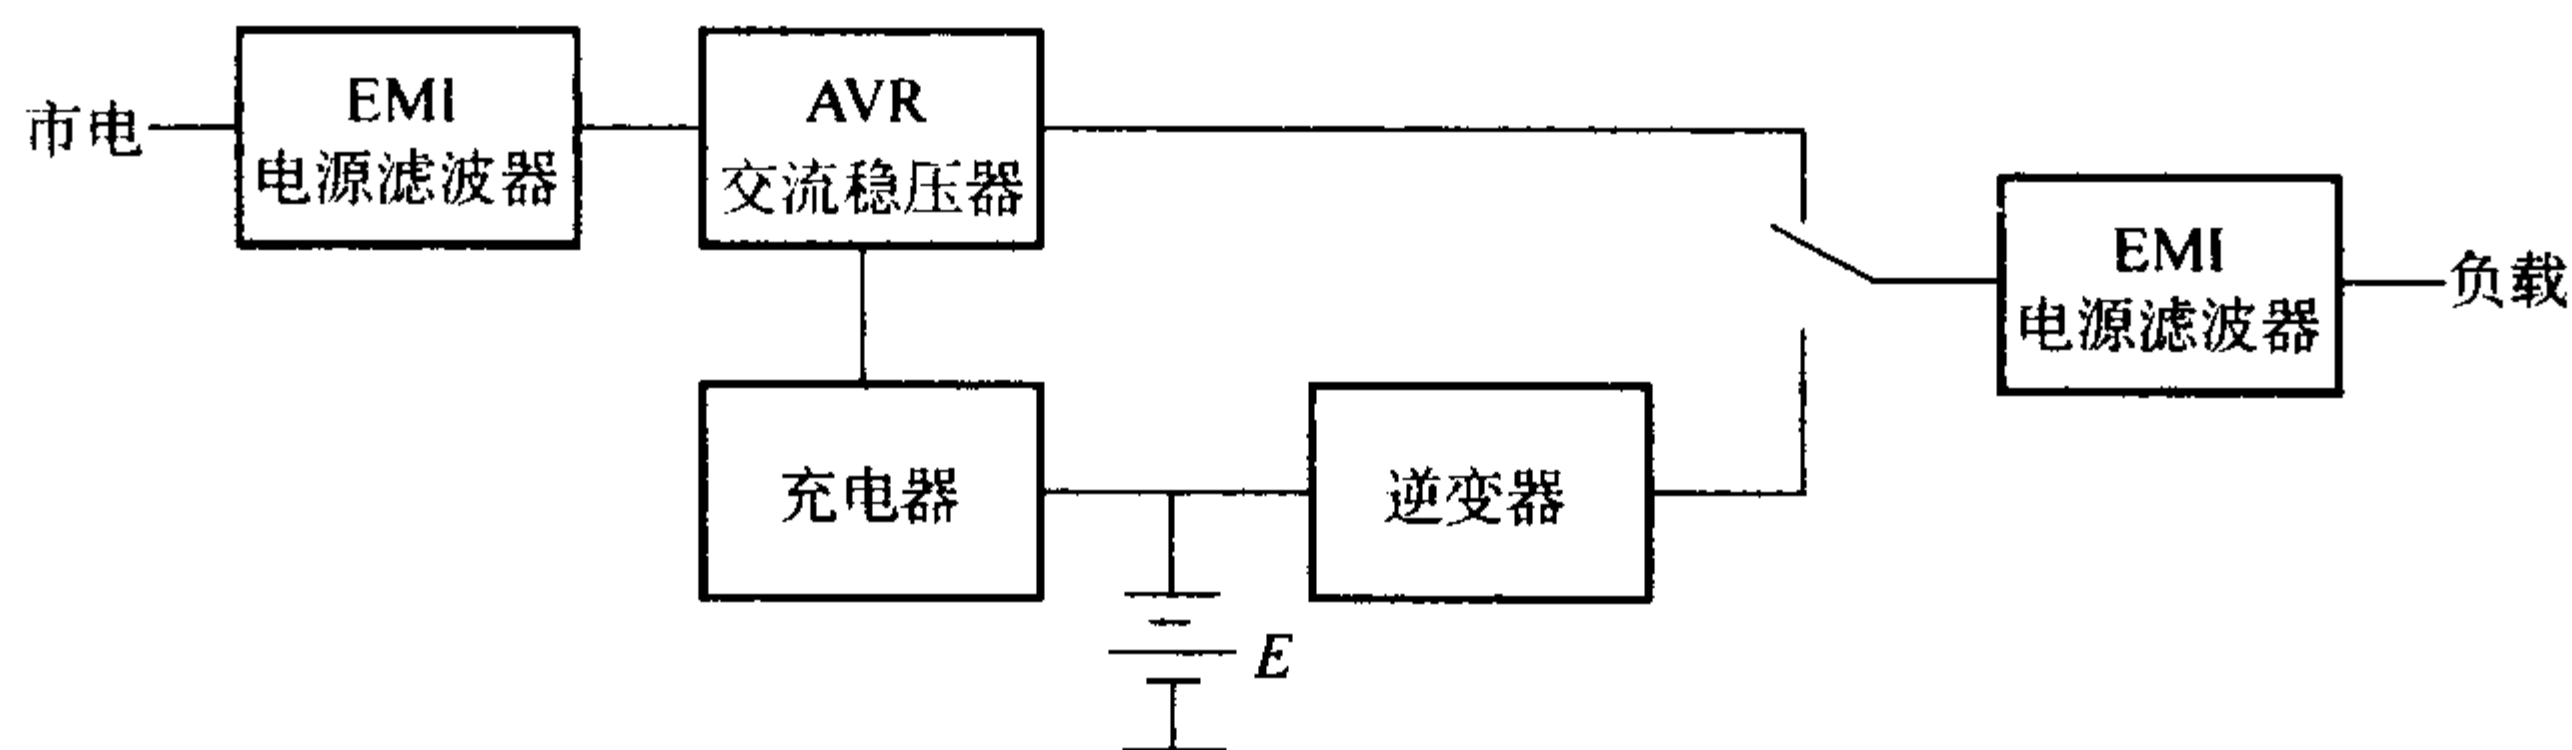 市电
EMI
电源滤波器
AVR
交流稳压器
EMI
电源滤波器
负载
充电器
逆变器
E